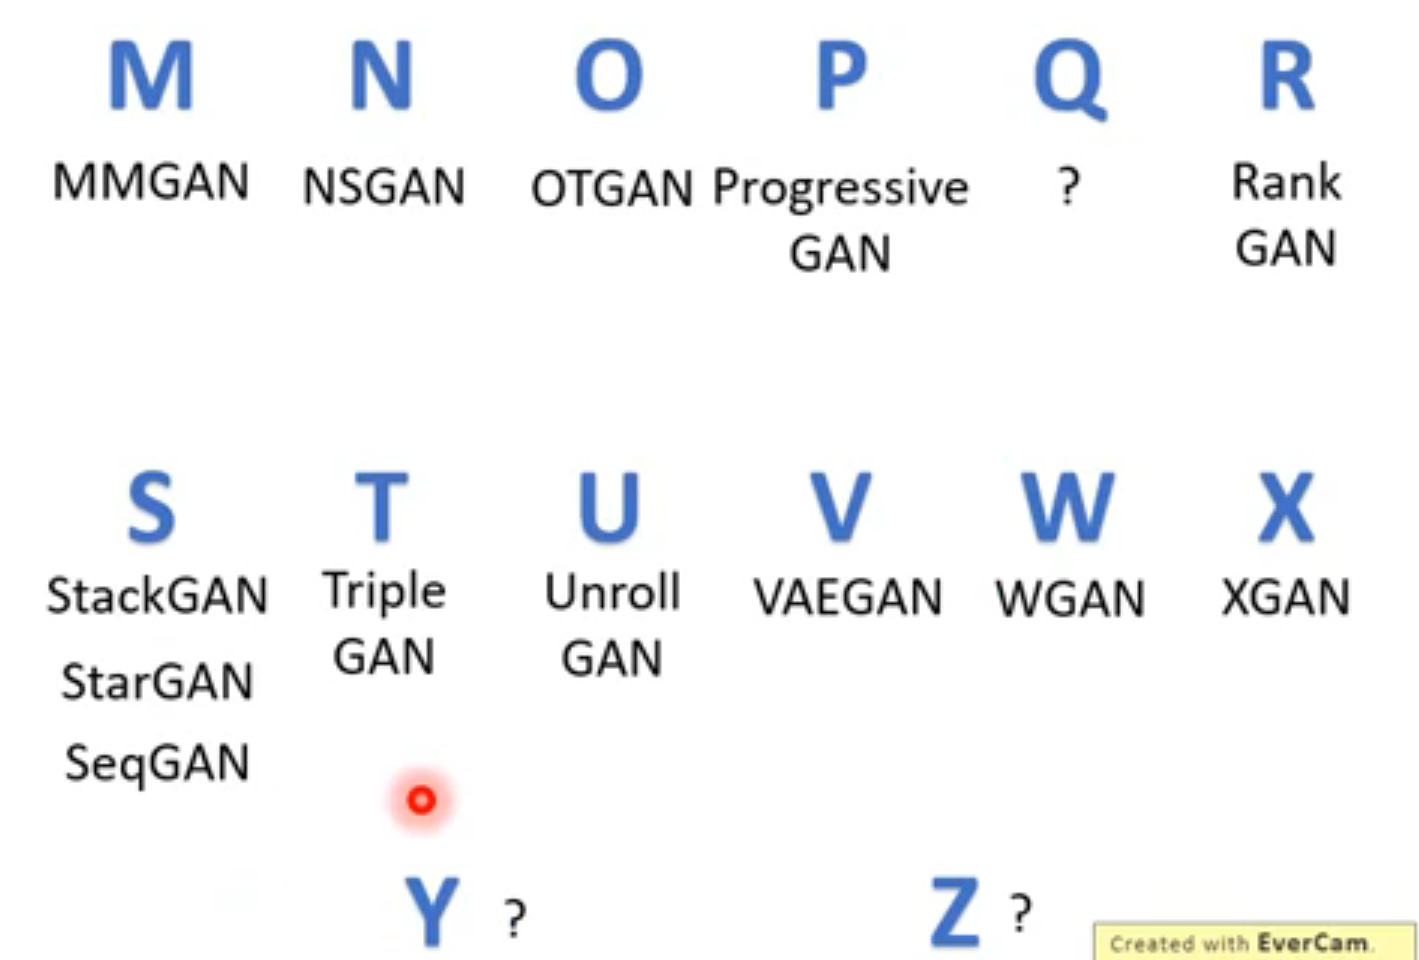 M N O P Q R
MMGAN NSGAN OTGAN Progressive ? Rank
GAN GAN
S T U V W X
StackGAN Triple Unroll VAEGAN WGAN XGAN
GAN GAN
StarGAN
SeqGAN
Y ? Z ?
Created with EverCam.